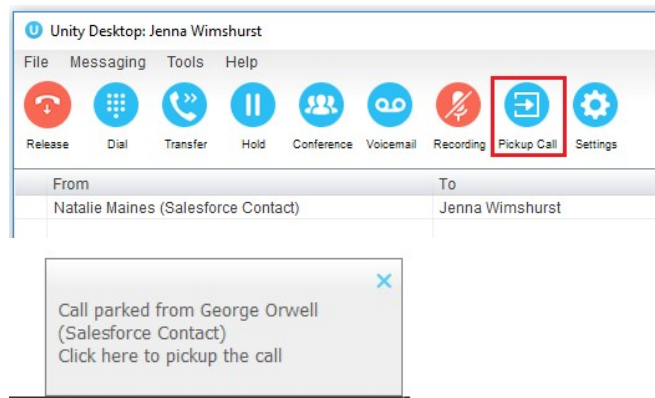 U Unity Desktop: Jenna Wimshurst
File Messaging Tools Help
Release Dial Transfer Hold Conference Voicemail Recording Pickup Call Settings
From To
Natalie Maines (Salesforce Contact) Jenna Wimshurst
Call parked from George Orwell
(Salesforce Contact)
Click here to pickup the call